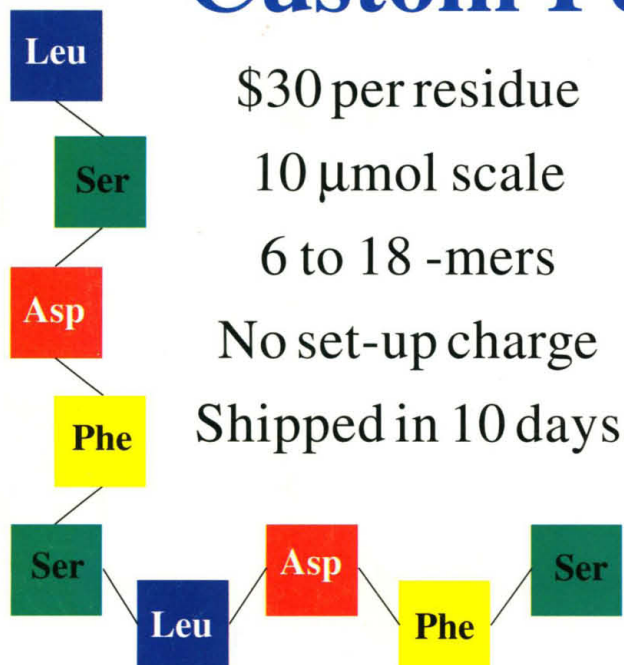 Custom
Leu
$30 per residue
Ser
10 µmol scale
6 to 18 -mers
Asp
No set-up charge
Phe
Shipped in 10 days
Ser
Asp
Ser
Leu
Phe